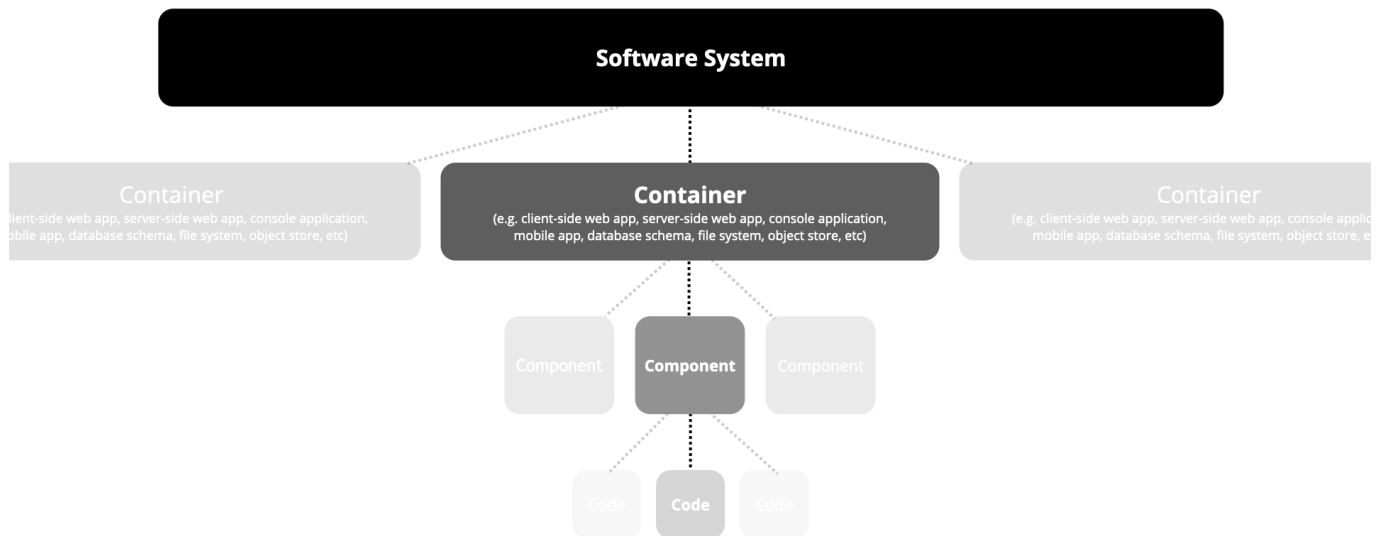 Software System
Container
lient-side web app, server-side web app, console application,
obile app, database schema, file system, object store, etc)
Container
(e.g. client-side web app, server-side web app, console application,
mobile app, database schema, file system, object store, etc)
Container
(e.g. client-side web app, server-side web app, console applic
mobile app, database schema, file system, object store, e
Component
Component
Component
Code
Code
Code